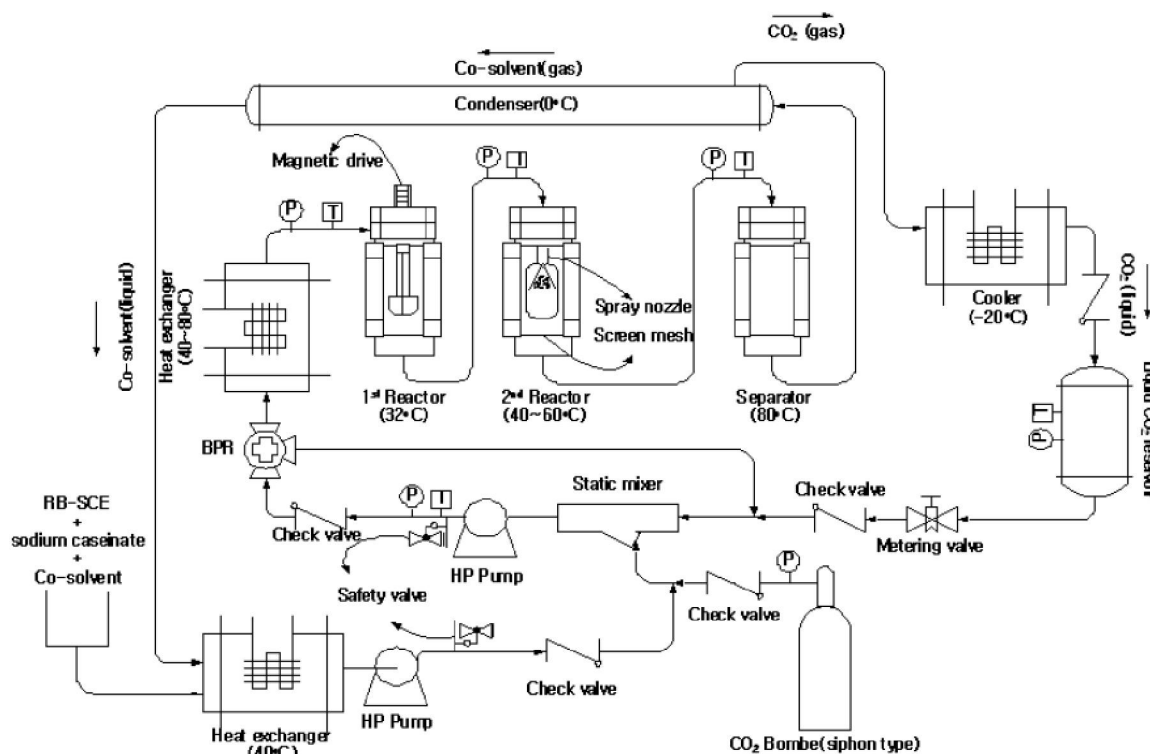 CO₂ (gas)
Co-solvent(gas)
Condenser(0°C)
Magnetic drive
P
T
P
T
P
T
Co-solvent(liquid)
Heat exchanger
(40~80°C)
Spray nozzle
Screen mesh
1st Reactor
(32°C)
2nd Reactor
(40~60°C)
Separator
(80°C)
Cooler
(-20°C)
CO₂ (liquid)
T
P
Liquid CO₂ reservoir
BPR
RB-SCE
+
sodium caseinate
+
Co-solvent
Check valve
P
T
HP Pump
Static mixer
Check valve
Metering valve
Safety valve
P
Check valve
Heat exchanger
(40°C)
HP Pump
Check valve
CO₂ Bombe(siphon type)